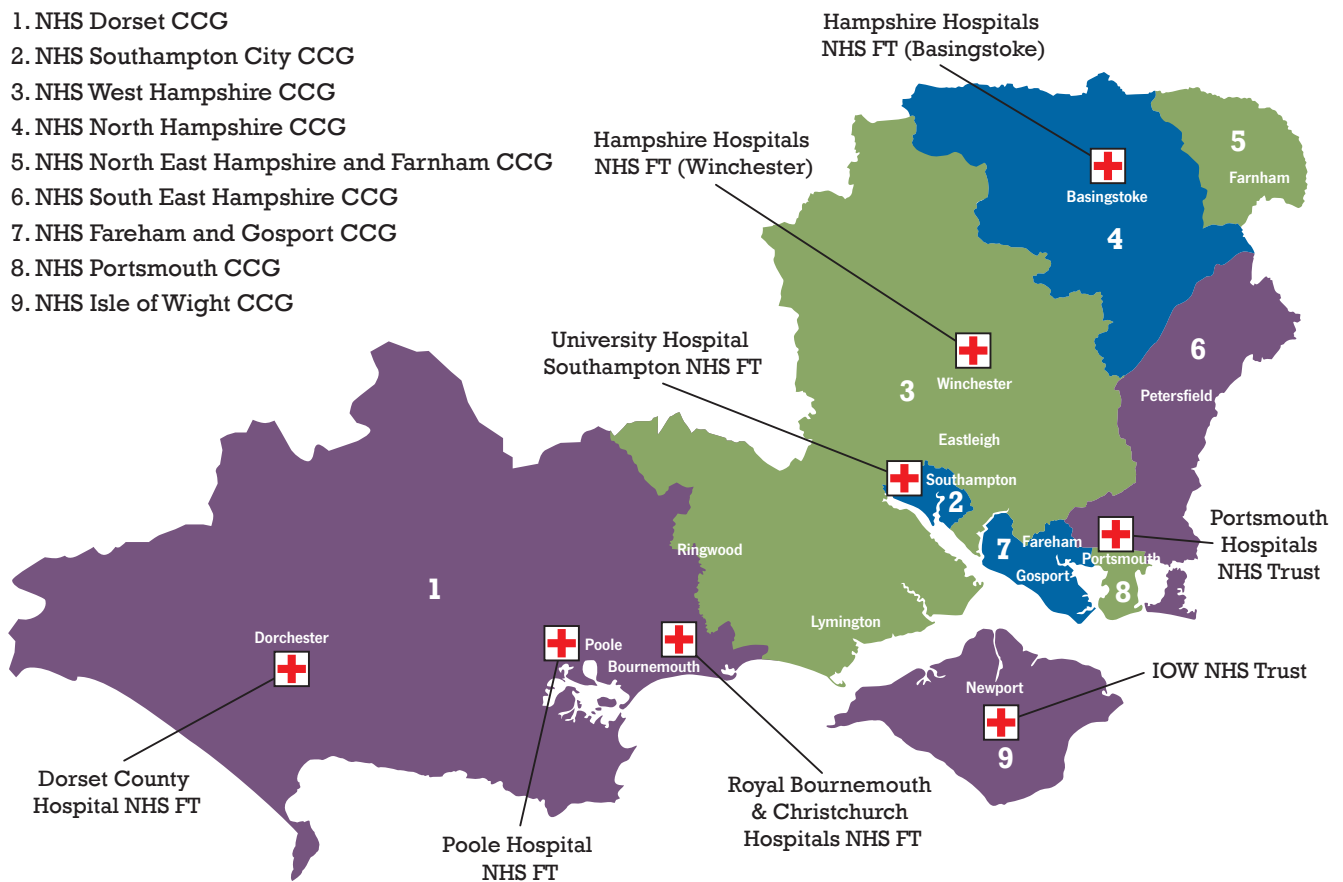 1. NHS Dorset CCG
2. NHS Southampton City CCG
3. NHS West Hampshire CCG
4. NHS North Hampshire CCG
5. NHS North East Hampshire and Farnham CCG
6. NHS South East Hampshire CCG
7. NHS Fareham and Gosport CCG
8. NHS Portsmouth CCG
9. NHS Isle of Wight CCG
Hampshire Hospitals
NHS FT (Basingstoke)
Hampshire Hospitals
NHS FT (Winchester)
5
Farnham
Basingstoke
4
University Hospital
Southampton NHS FT
6
Petersfield
3
Winchester
Eastleigh
Southampton
2
Portsmouth
Hospitals
NHS Trust
7
Fareham
Gosport
Portsmouth
8
Ringwood
Lymington
1
Dorchester
Poole
Bournemouth
Newport
9
IOW NHS Trust
Dorset County
Hospital NHS FT
Poole Hospital
NHS FT
Royal Bournemouth
& Christchurch
Hospitals NHS FT